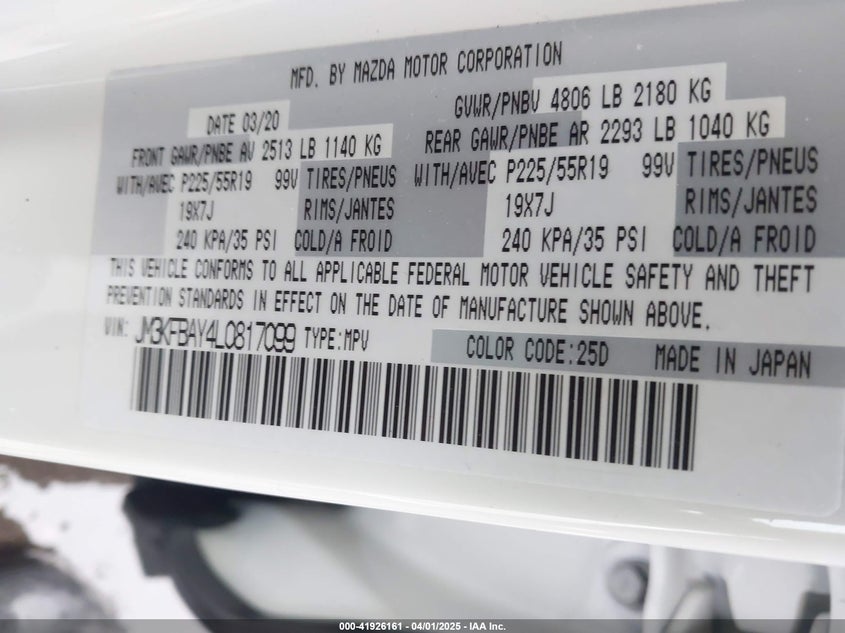 MFD. BY MAZDA MOTOR CORPORATION
DATE 03/20 GVWR/PNBV 4806 LB 2180 KG
FRONT GAWR/PNBE AV 2513 LB 1140 KG REAR GAWR/PNBE AR 2293 LB 1040 KG
WITH/AVEC P225/55R19 99V TIRES/PNEUS WITH/AVEC P225/55R19 99V TIRES/PNEUS
19X7J RIMS/JANTES 19X7J RIMS/JANTES
240 KPA/35 PSI COLD/A FROID 240 KPA/35 PSI COLD/A FROID
THIS VEHICLE CONFORMS TO ALL APPLICABLE FEDERAL MOTOR VEHICLE SAFETY AND THEFT
PREVENTION STANDARDS IN EFFECT ON THE DATE OF MANUFACTURE SHOWN ABOVE.
VIN: JM3KFBAY4L0817099 TYPE:MPV COLOR CODE:25D MADE IN JAPAN
000-41926161 - 04/01/2025 - IAA Inc.